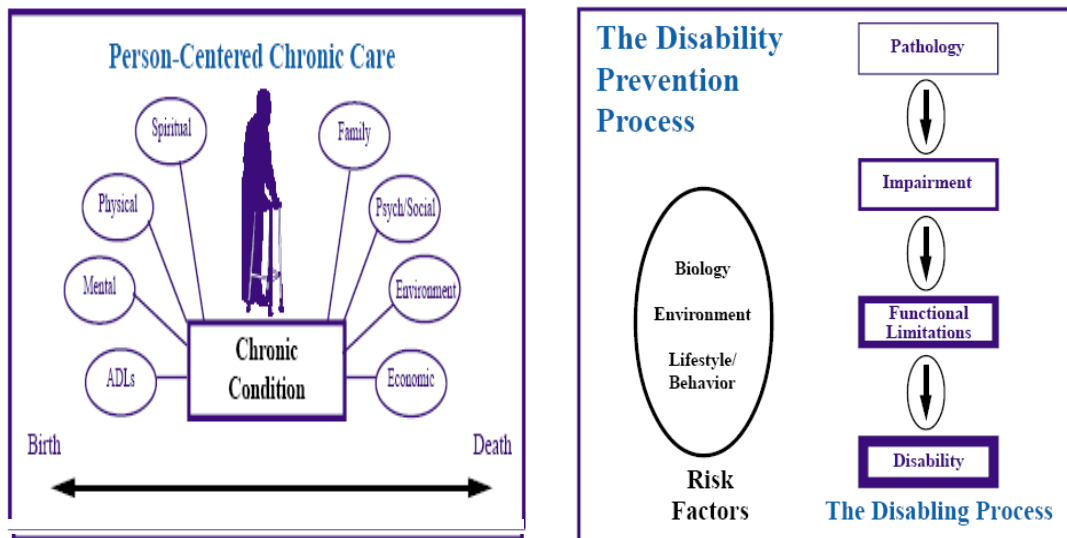 Person-Centered Chronic Care
Spiritual
Family
Physical
Psych/Social
Mental
Environment
ADLs
Chronic
Condition
Economic
Birth
Death
The Disability
Prevention
Process
Biology
Environment
Lifestyle/
Behavior
Risk
Factors
Pathology
Impairment
Functional
Limitations
Disability
The Disabling Process